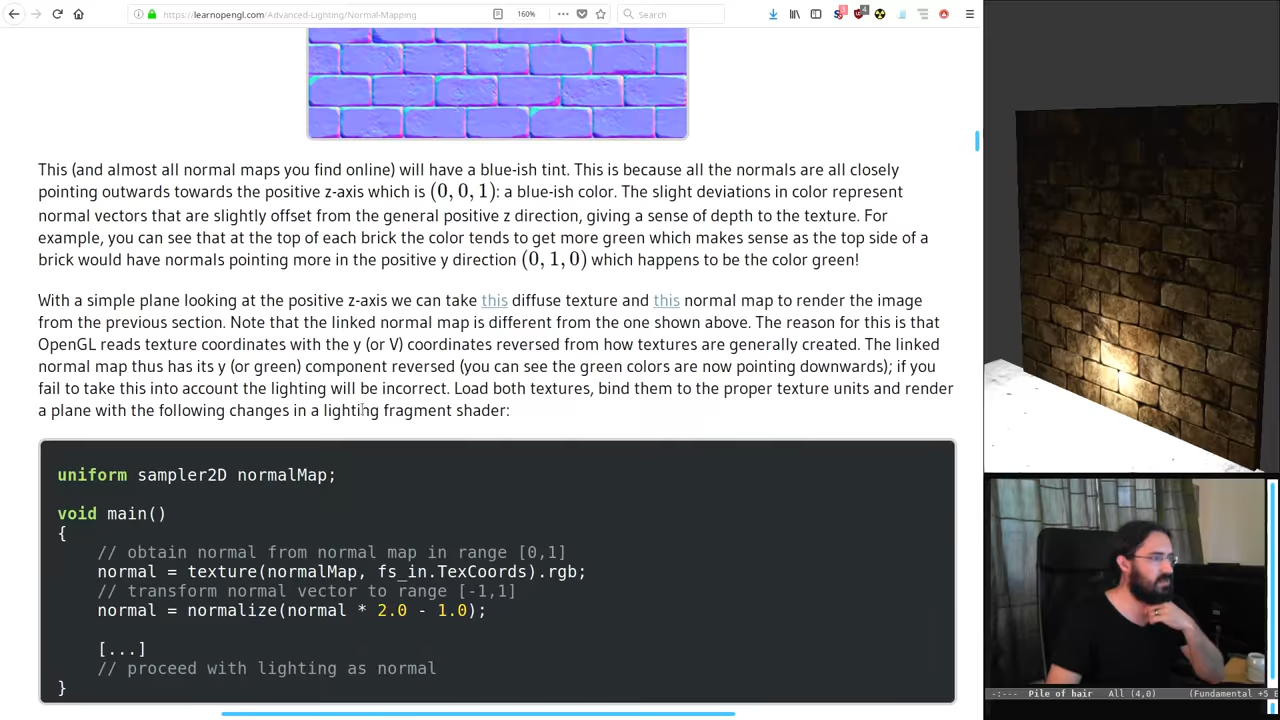 https://learnopengl.com/Advanced-Lighting/Normal-Mapping
160%
Search
This (and almost all normal maps you find online) will have a blue-ish tint. This is because all the normals are all closely
pointing outwards towards the positive z-axis which is (0, 0, 1): a blue-ish color. The slight deviations in color represent
normal vectors that are slightly offset from the general positive z direction, giving a sense of depth to the texture. For
example, you can see that at the top of each brick the color tends to get more green which makes sense as the top side of a
brick would have normals pointing more in the positive y direction (0, 1, 0) which happens to be the color green!
With a simple plane looking at the positive z-axis we can take this diffuse texture and this normal map to render the image
from the previous section. Note that the linked normal map is different from the one shown above. The reason for this is that
OpenGL reads texture coordinates with the y (or V) coordinates reversed from how textures are generally created. The linked
normal map thus has its y (or green) component reversed (you can see the green colors are now pointing downwards); if you
fail to take this into account the lighting will be incorrect. Load both textures, bind them to the proper texture units and render
a plane with the following changes in a lighting fragment shader:
uniform sampler2D normalMap;
void main()
{
// obtain normal from normal map in range [0,1]
normal = texture(normalMap, fs_in.TexCoords).rgb;
// transform normal vector to range [-1,1]
normal = normalize(normal * 2.0 - 1.0);
[...]
// proceed with lighting as normal
}
-:--- Pile of hair All (4,0) (Fundamental +5